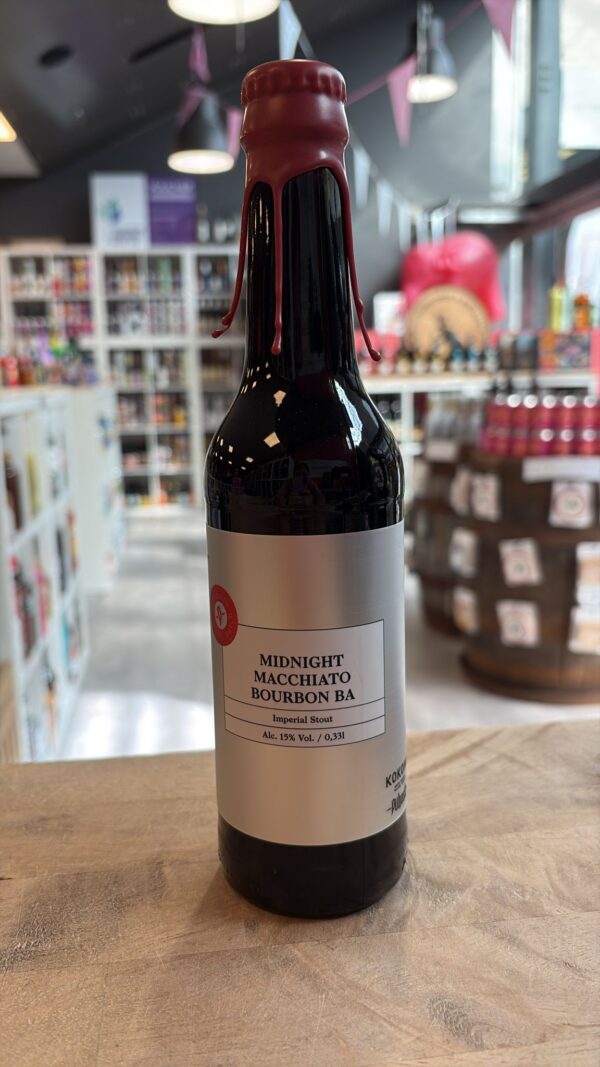 MIDNIGHT
MACCHIATO
BOURBON BA
Imperial Stout
Alc. 15% Vol. / 0,33l